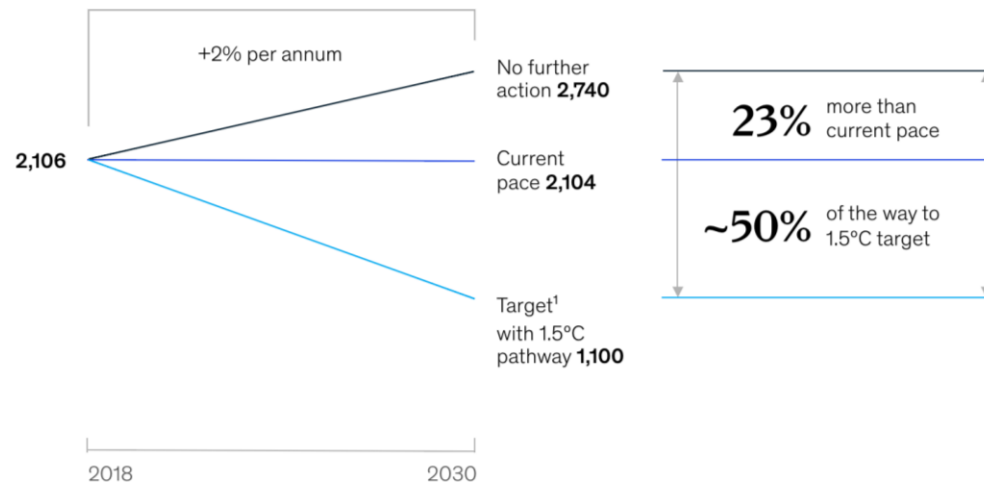 +2% per annum
2,106
No further
action 2,740
Current
pace 2,104
Target¹
with 1.5°C
pathway 1,100
23% more than
current pace
~50% of the way to
1.5°C target
2018 2030